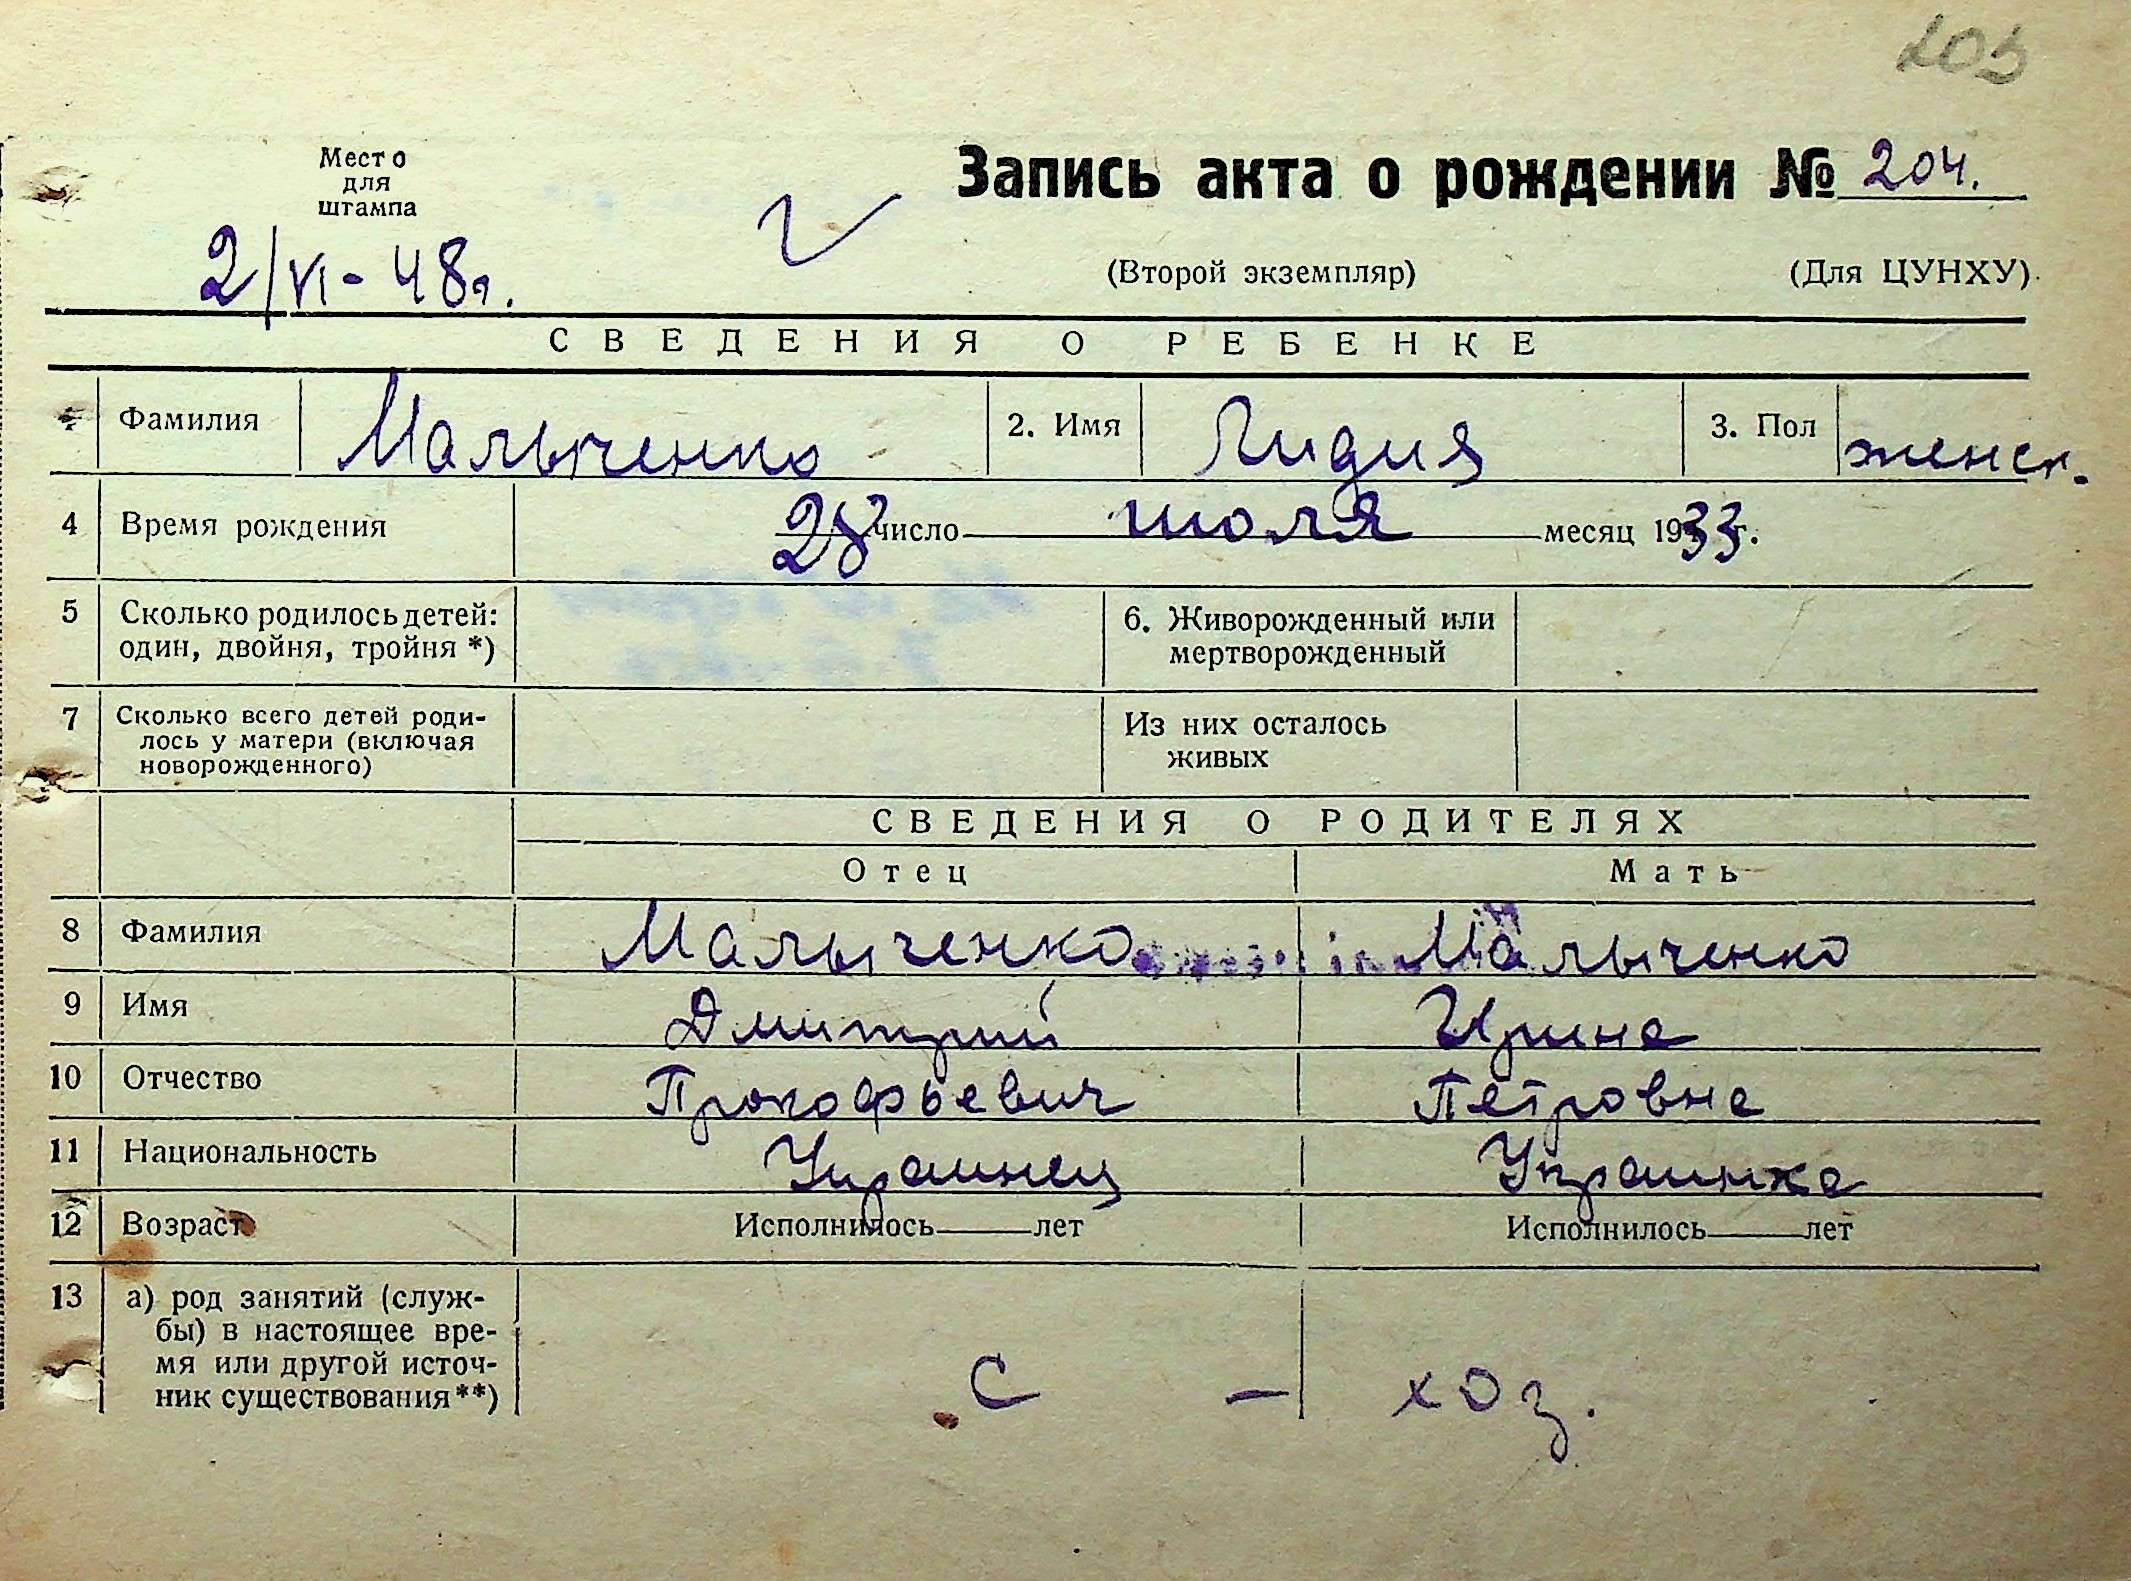 203
Место
для
штампа
Запись акта о рождении № 204.
2/VI - 48г.
(Второй экземпляр) (Для ЦУНХУ)
СВЕДЕНИЯ О РЕБЕНКЕ
Фамилия Малыченко 2. Имя Лидия 3. Пол женск.
4 Время рождения 28 число июля месяц 1933 г.
5 Сколько родилось детей: 6. Живорожденный или
один, двойня, тройня *) мертворожденный
7 Сколько всего детей роди- Из них осталось
лось у матери (включая живых
новорожденного)
СВЕДЕНИЯ О РОДИТЕЛЯХ
Отец Мать
8 Фамилия Малыченко Малыченко
9 Имя Дмитрий Ирина
10 Отчество Прокофьевич Петровна
11 Национальность Украинец Украинка
12 Возраст Исполнилось лет Исполнилось лет
13 а) род занятий (служ-
бы) в настоящее вре-
мя или другой источ- с - хоз.
ник существования**)